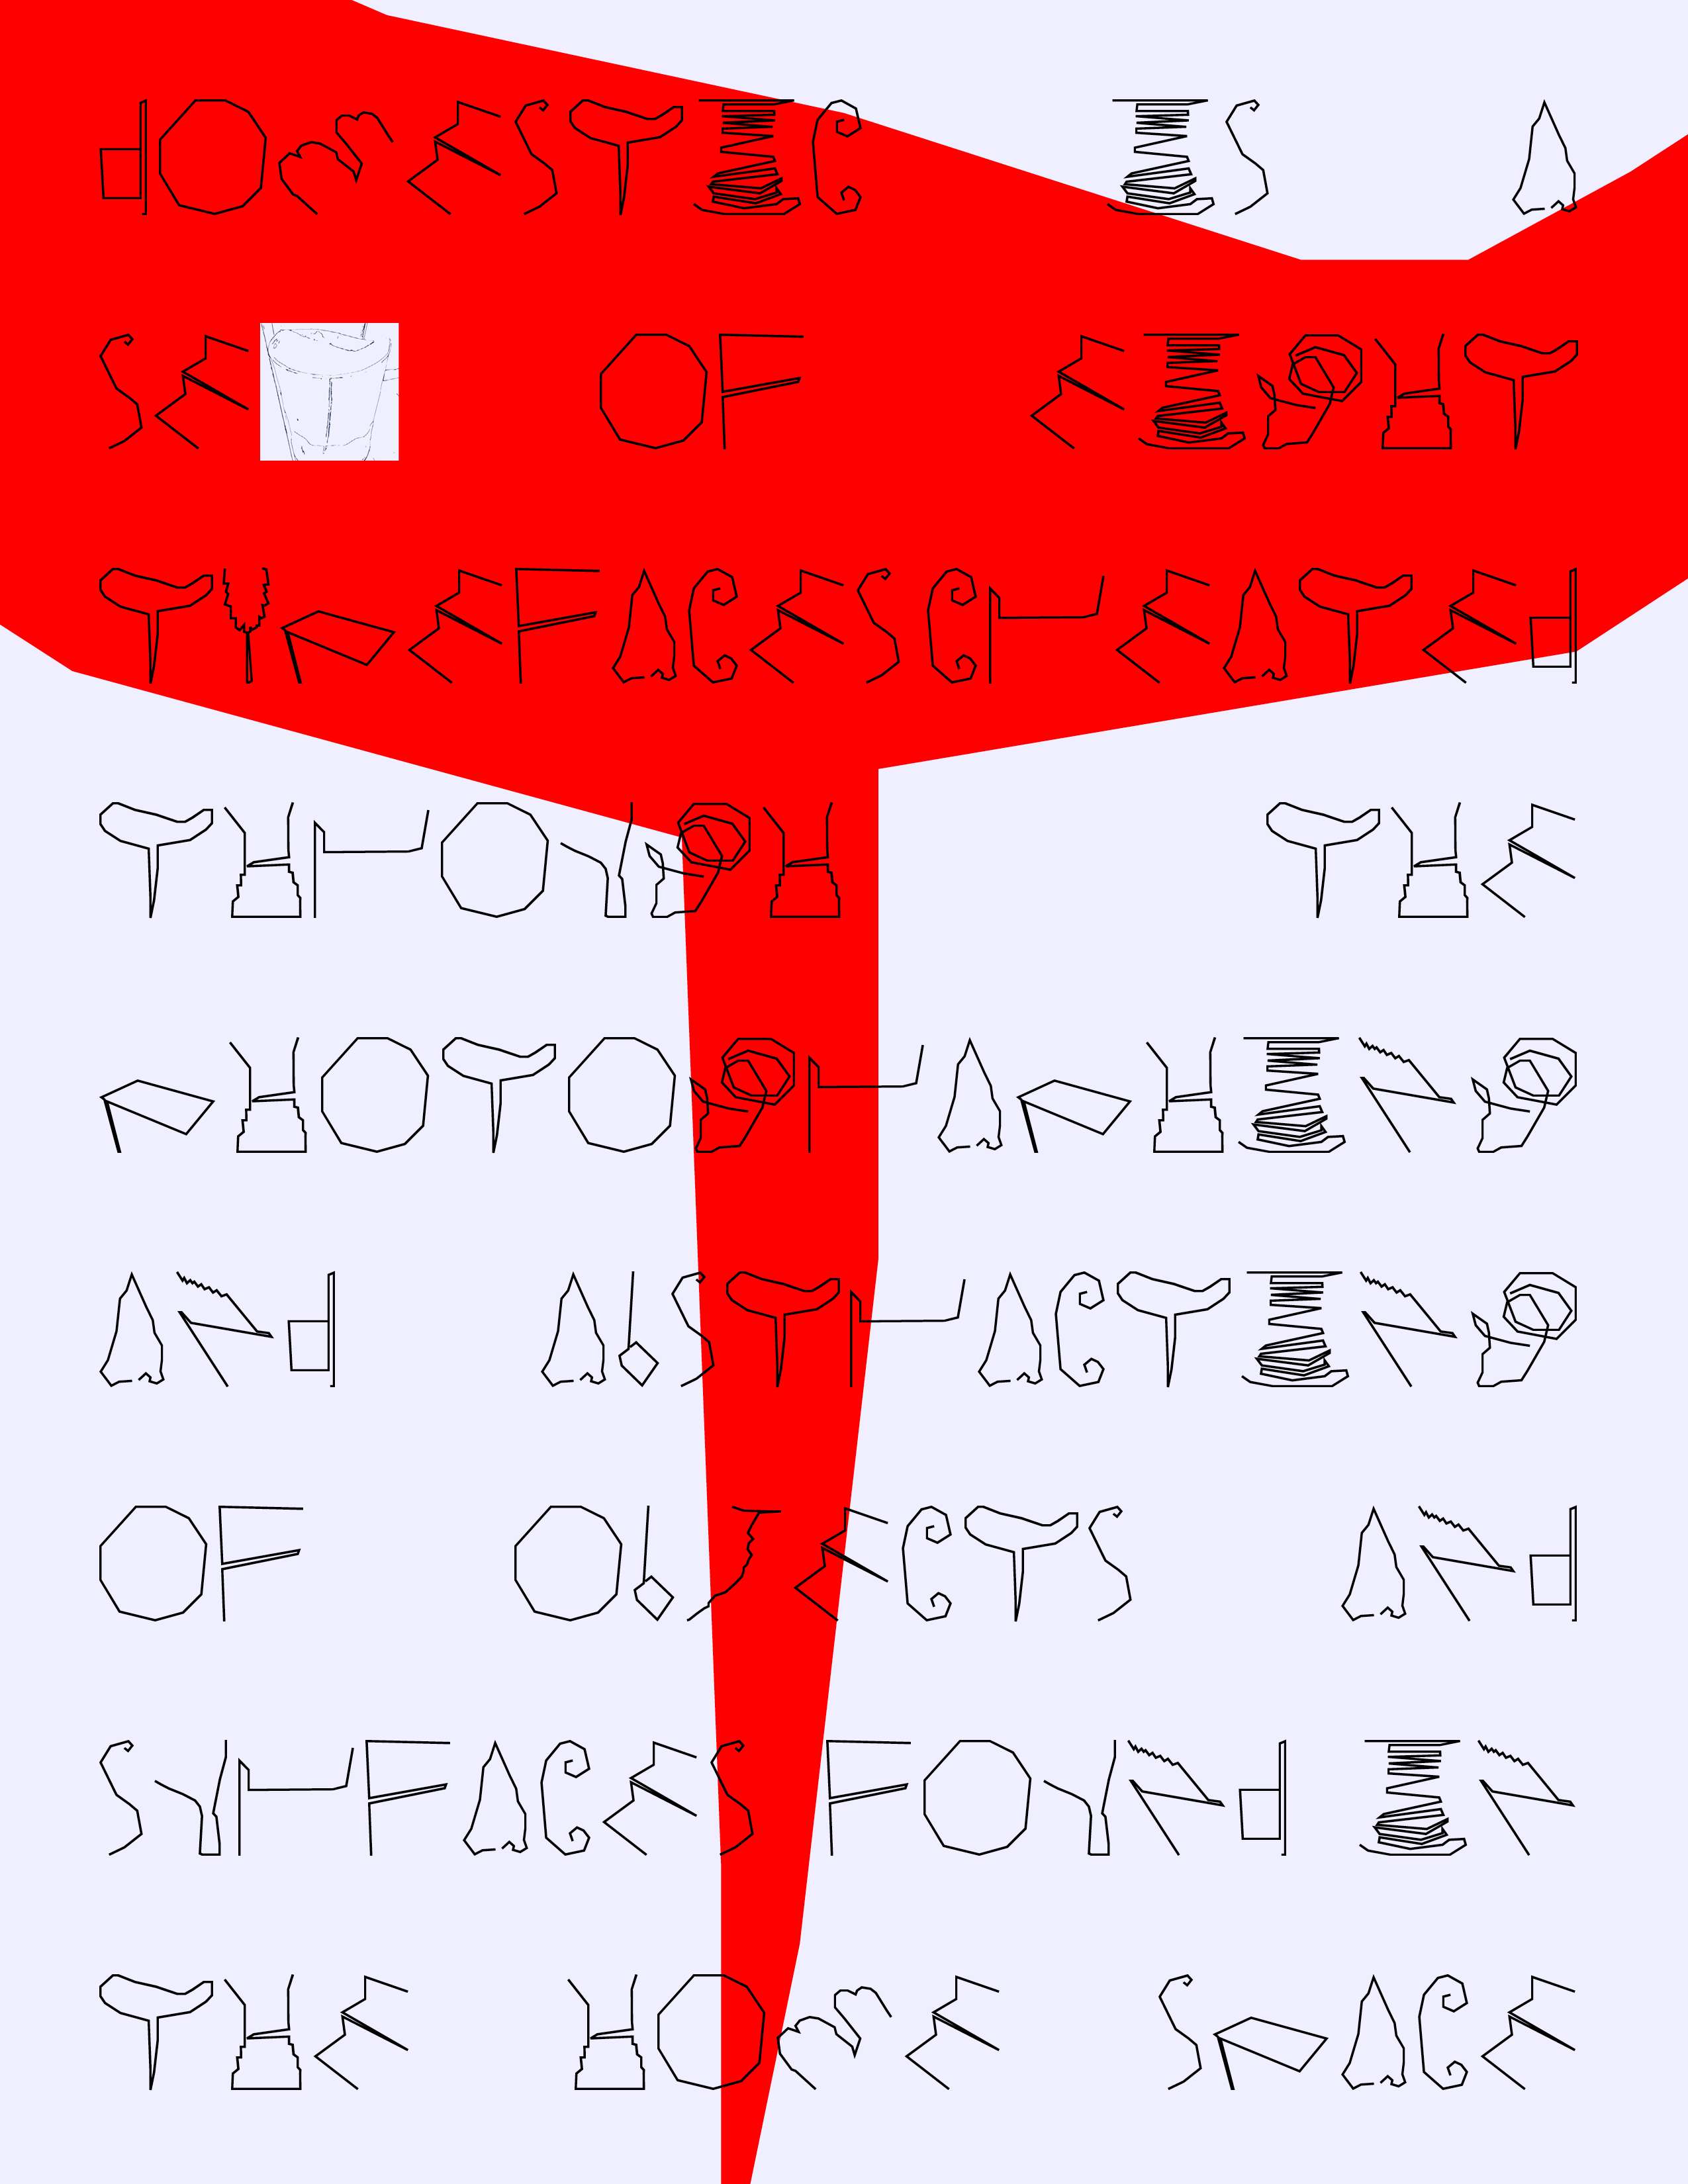 dOMESTIC IS A
SET OF EIGHT
TYPEFACES CREATED
THROUGH THE
PHOTOGRAPHING
AND AbSTRACTING
OF ObJECTS AND
SURFACES FOUNd IN
THE HOME SPACE